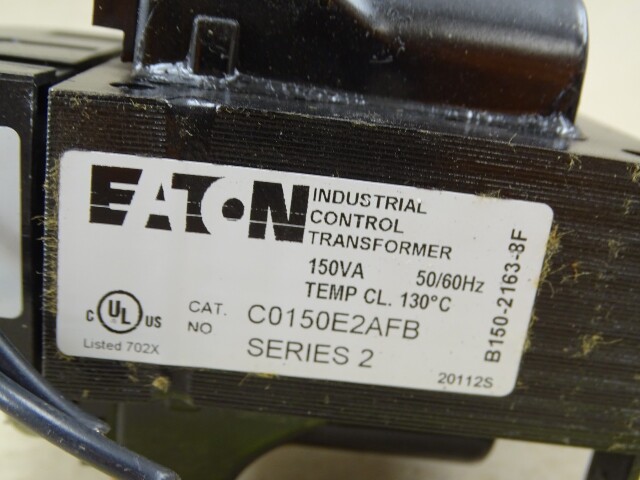 EATON
INDUSTRIAL
CONTROL
TRANSFORMER
150VA 50/60Hz
TEMP CL. 130°C
c UL US
Listed 702X
CAT. NO C0150E2AFB
SERIES 2
20112S
B150-2163-8F